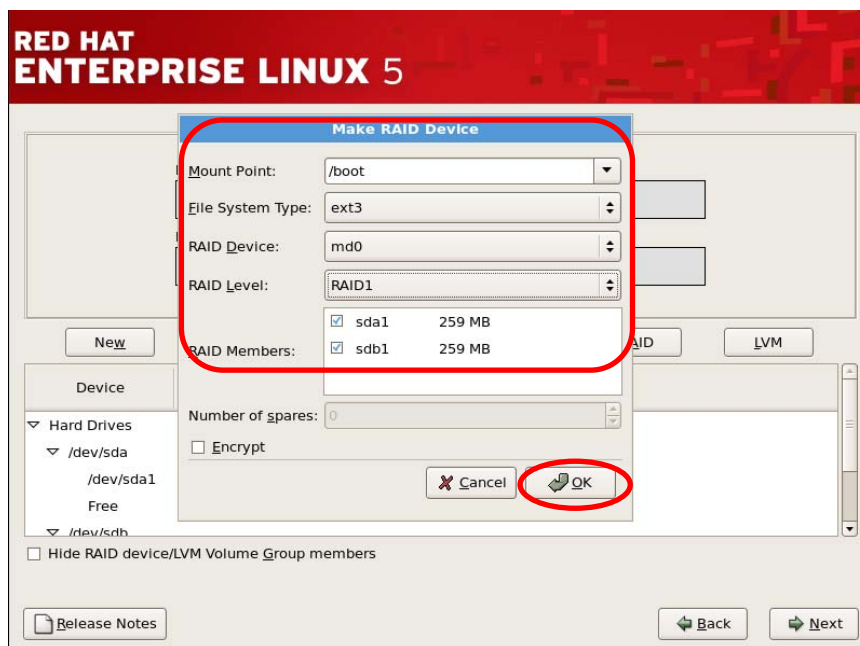 RED HAT
ENTERPRISE LINUX 5
Make RAID Device
Mount Point: /boot
File System Type: ext3
RAID Device: md0
RAID Level: RAID1
RAID Members:
sda1 259 MB
sdb1 259 MB
Number of spares: 0
Encrypt
Cancel OK
New LVM
Device
Hard Drives
/dev/sda
/dev/sda1
Free
/dev/sdb
Hide RAID device/LVM Volume Group members
Release Notes Back Next